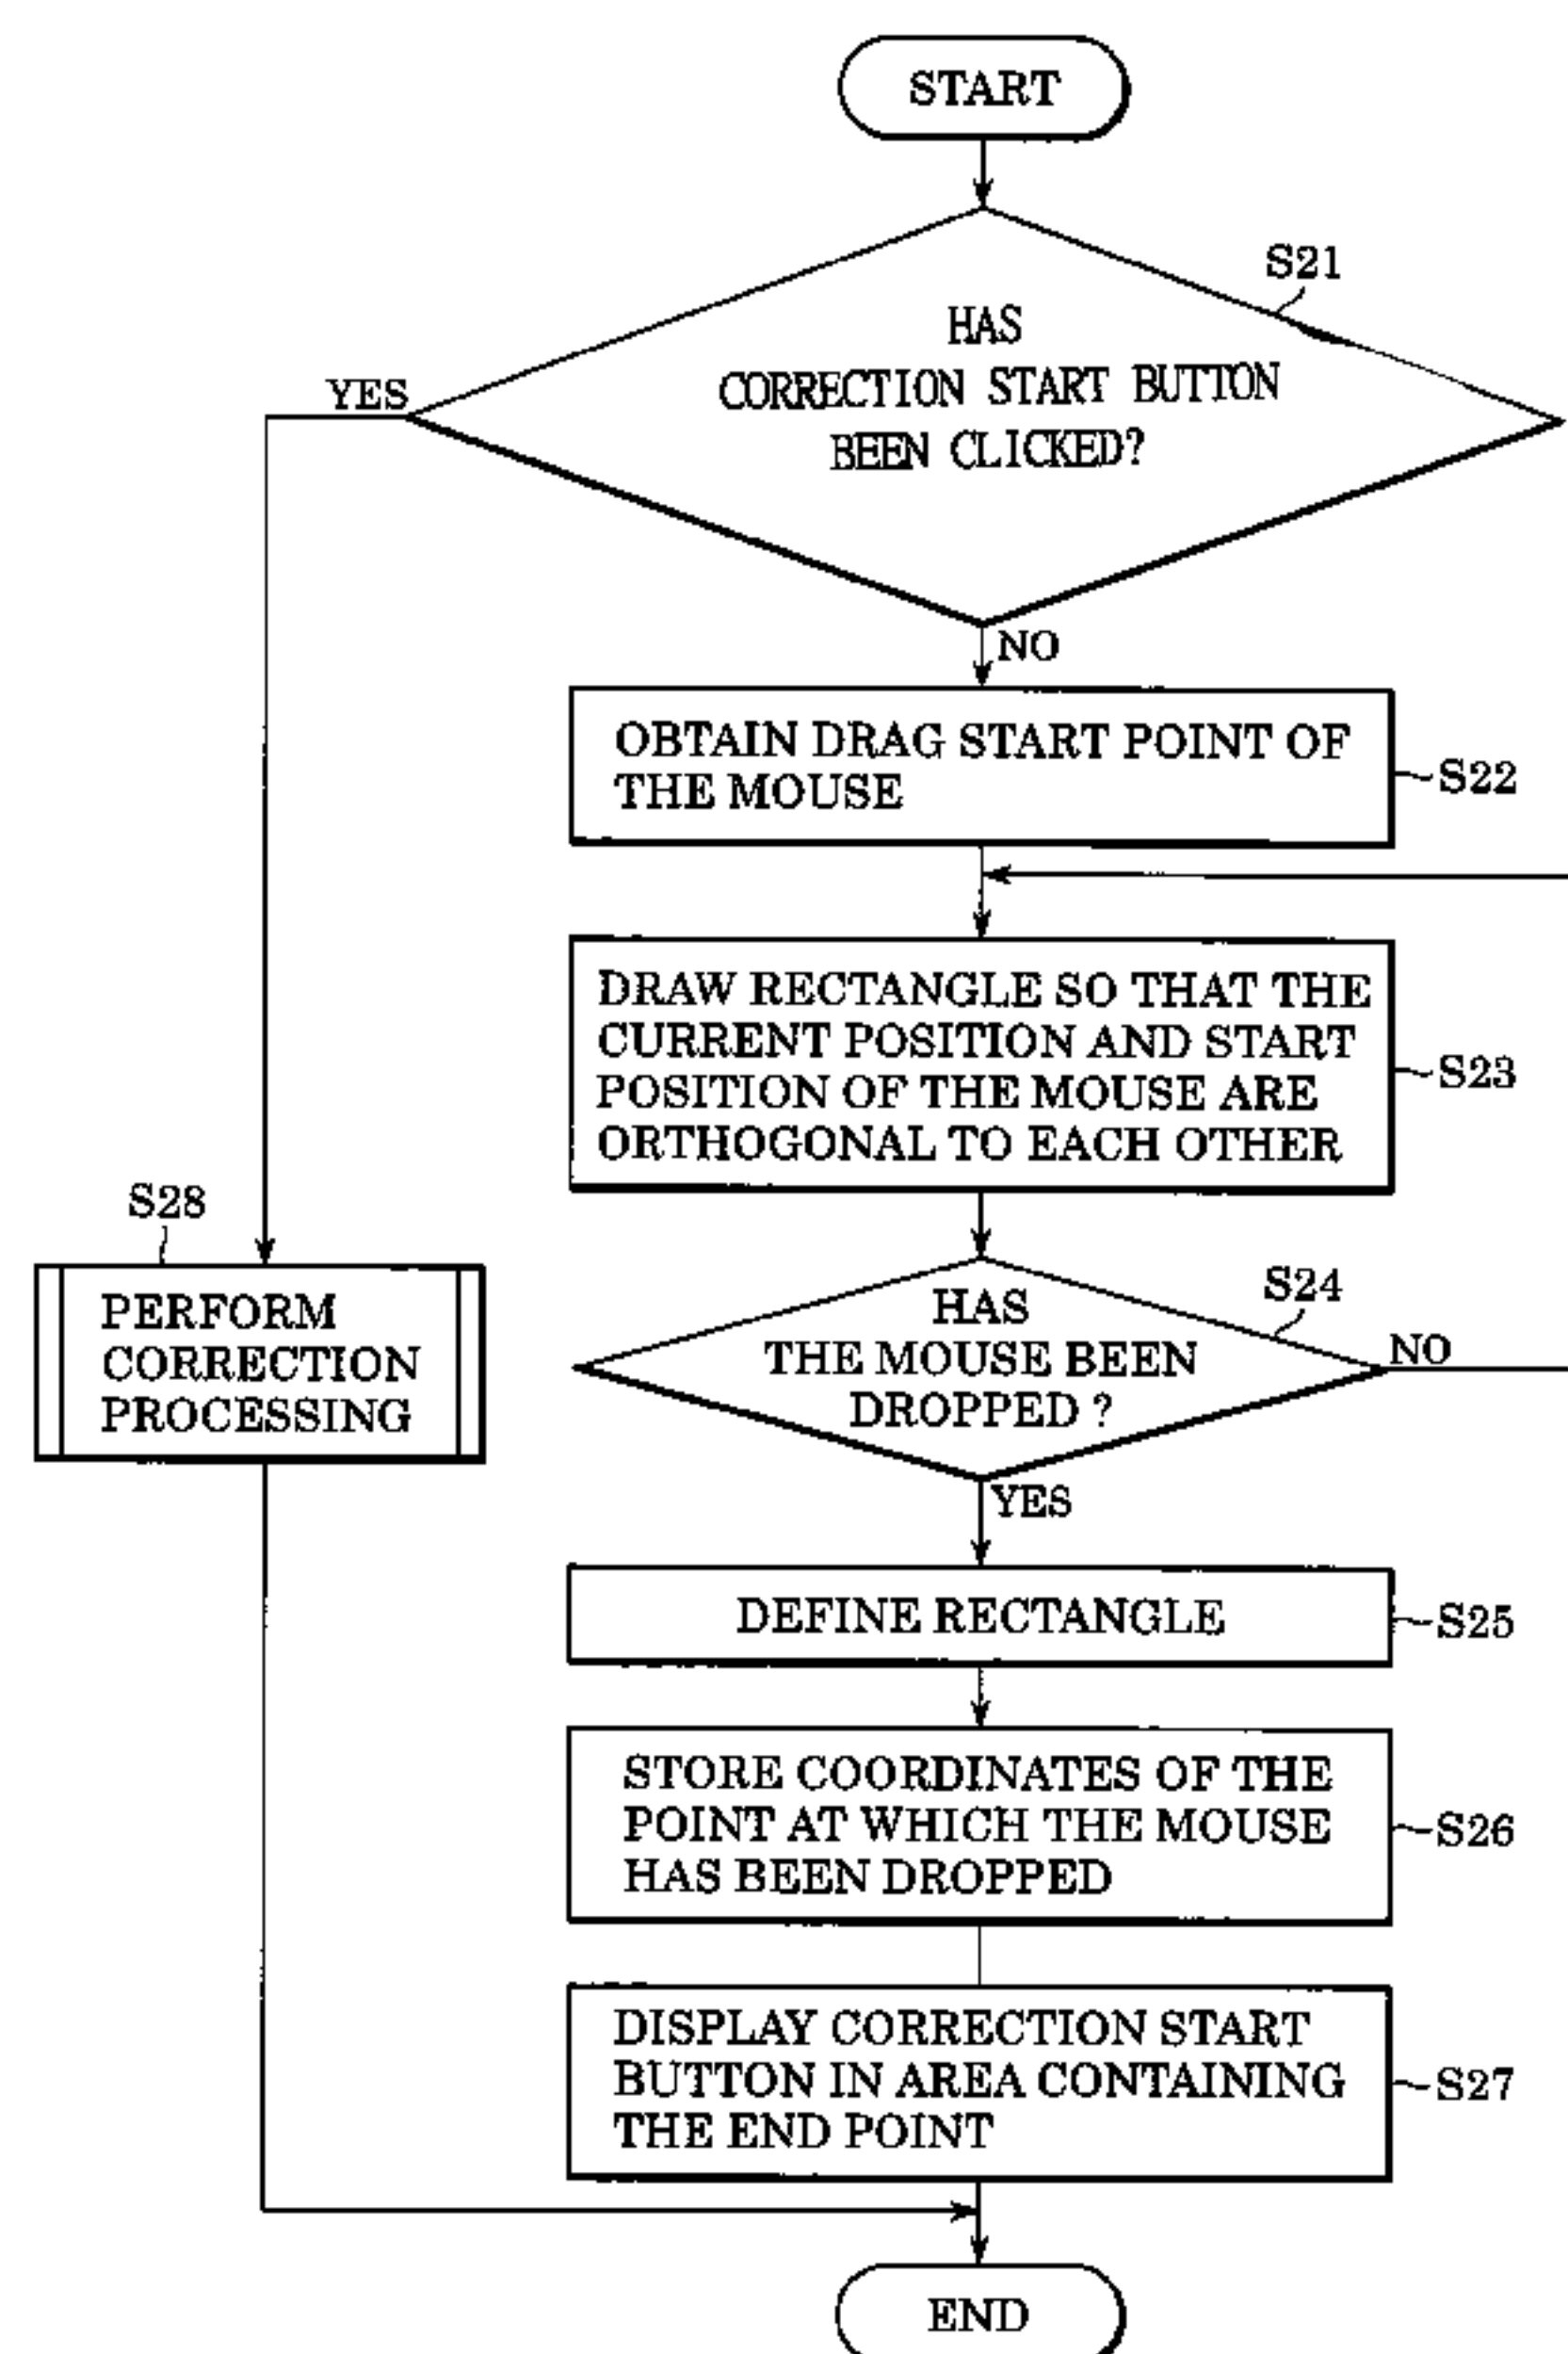 START
S21
HAS
CORRECTION START BUTTON
BEEN CLICKED?
YES
NO
OBTAIN DRAG START POINT OF
THE MOUSE
S22
DRAW RECTANGLE SO THAT THE
CURRENT POSITION AND START
POSITION OF THE MOUSE ARE
ORTHOGONAL TO EACH OTHER
S23
S28
PERFORM
CORRECTION
PROCESSING
S24
HAS
THE MOUSE BEEN
DROPPED ?
NO
YES
DEFINE RECTANGLE
S25
STORE COORDINATES OF THE
POINT AT WHICH THE MOUSE
HAS BEEN DROPPED
S26
DISPLAY CORRECTION START
BUTTON IN AREA CONTAINING
THE END POINT
S27
END